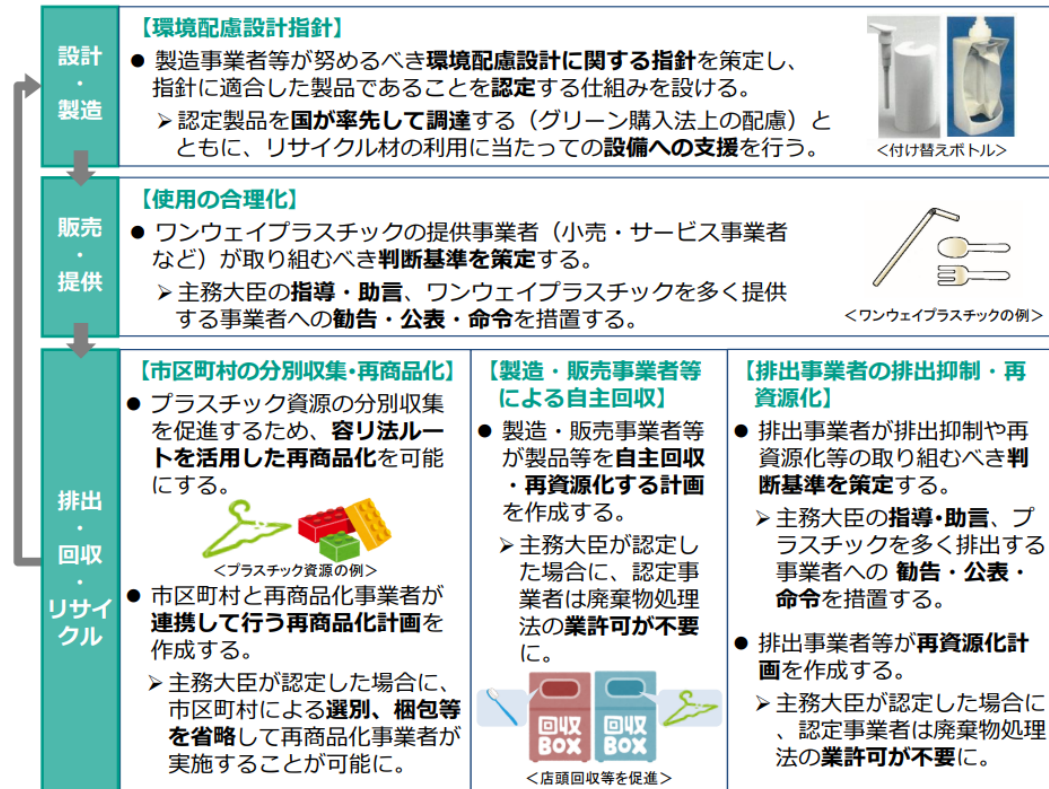 設計
・
製造
【環境配慮設計指針】
● 製造事業者等が努めるべき環境配慮設計に関する指針を策定し、
指針に適合した製品であることを認定する仕組みを設ける。
➢認定製品を国が率先して調達する（グリーン購入法上の配慮）と
ともに、リサイクル材の利用に当たっての設備への支援を行う。
＜付け替えボトル＞
販売
・
提供
【使用の合理化】
● ワンウェイプラスチックの提供事業者（小売・サービス事業者
など）が取り組むべき判断基準を策定する。
➢主務大臣の指導・助言、ワンウェイプラスチックを多く提供
する事業者への勧告・公表・命令を措置する。
＜ワンウェイプラスチックの例＞
排出
・
回収
・
リサイ
クル
【市区町村の分別収集・再商品化】
● プラスチック資源の分別収集
を促進するため、容リ法ルー
トを活用した再商品化を可能
にする。
＜プラスチック資源の例＞
● 市区町村と再商品化事業者が
連携して行う再商品化計画を
作成する。
➢主務大臣が認定した場合に、
市区町村による選別、梱包等
を省略して再商品化事業者が
実施することが可能に。
【製造・販売事業者等
による自主回収】
● 製造・販売事業者等
が製品等を自主回収
・再資源化する計画
を作成する。
➢主務大臣が認定し
た場合に、認定事
業者は廃棄物処理
法の業許可が不要
に。
回収
BOX
回収
BOX
＜店頭回収等を促進＞
【排出事業者の排出抑制・再
資源化】
● 排出事業者が排出抑制や再
資源化等の取り組むべき判
断基準を策定する。
➢主務大臣の指導・助言、プ
ラスチックを多く排出する
事業者への 勧告・公表・
命令を措置する。
● 排出事業者等が再資源化計
画を作成する。
➢主務大臣が認定した場合に
、認定事業者は廃棄物処理
法の業許可が不要に。